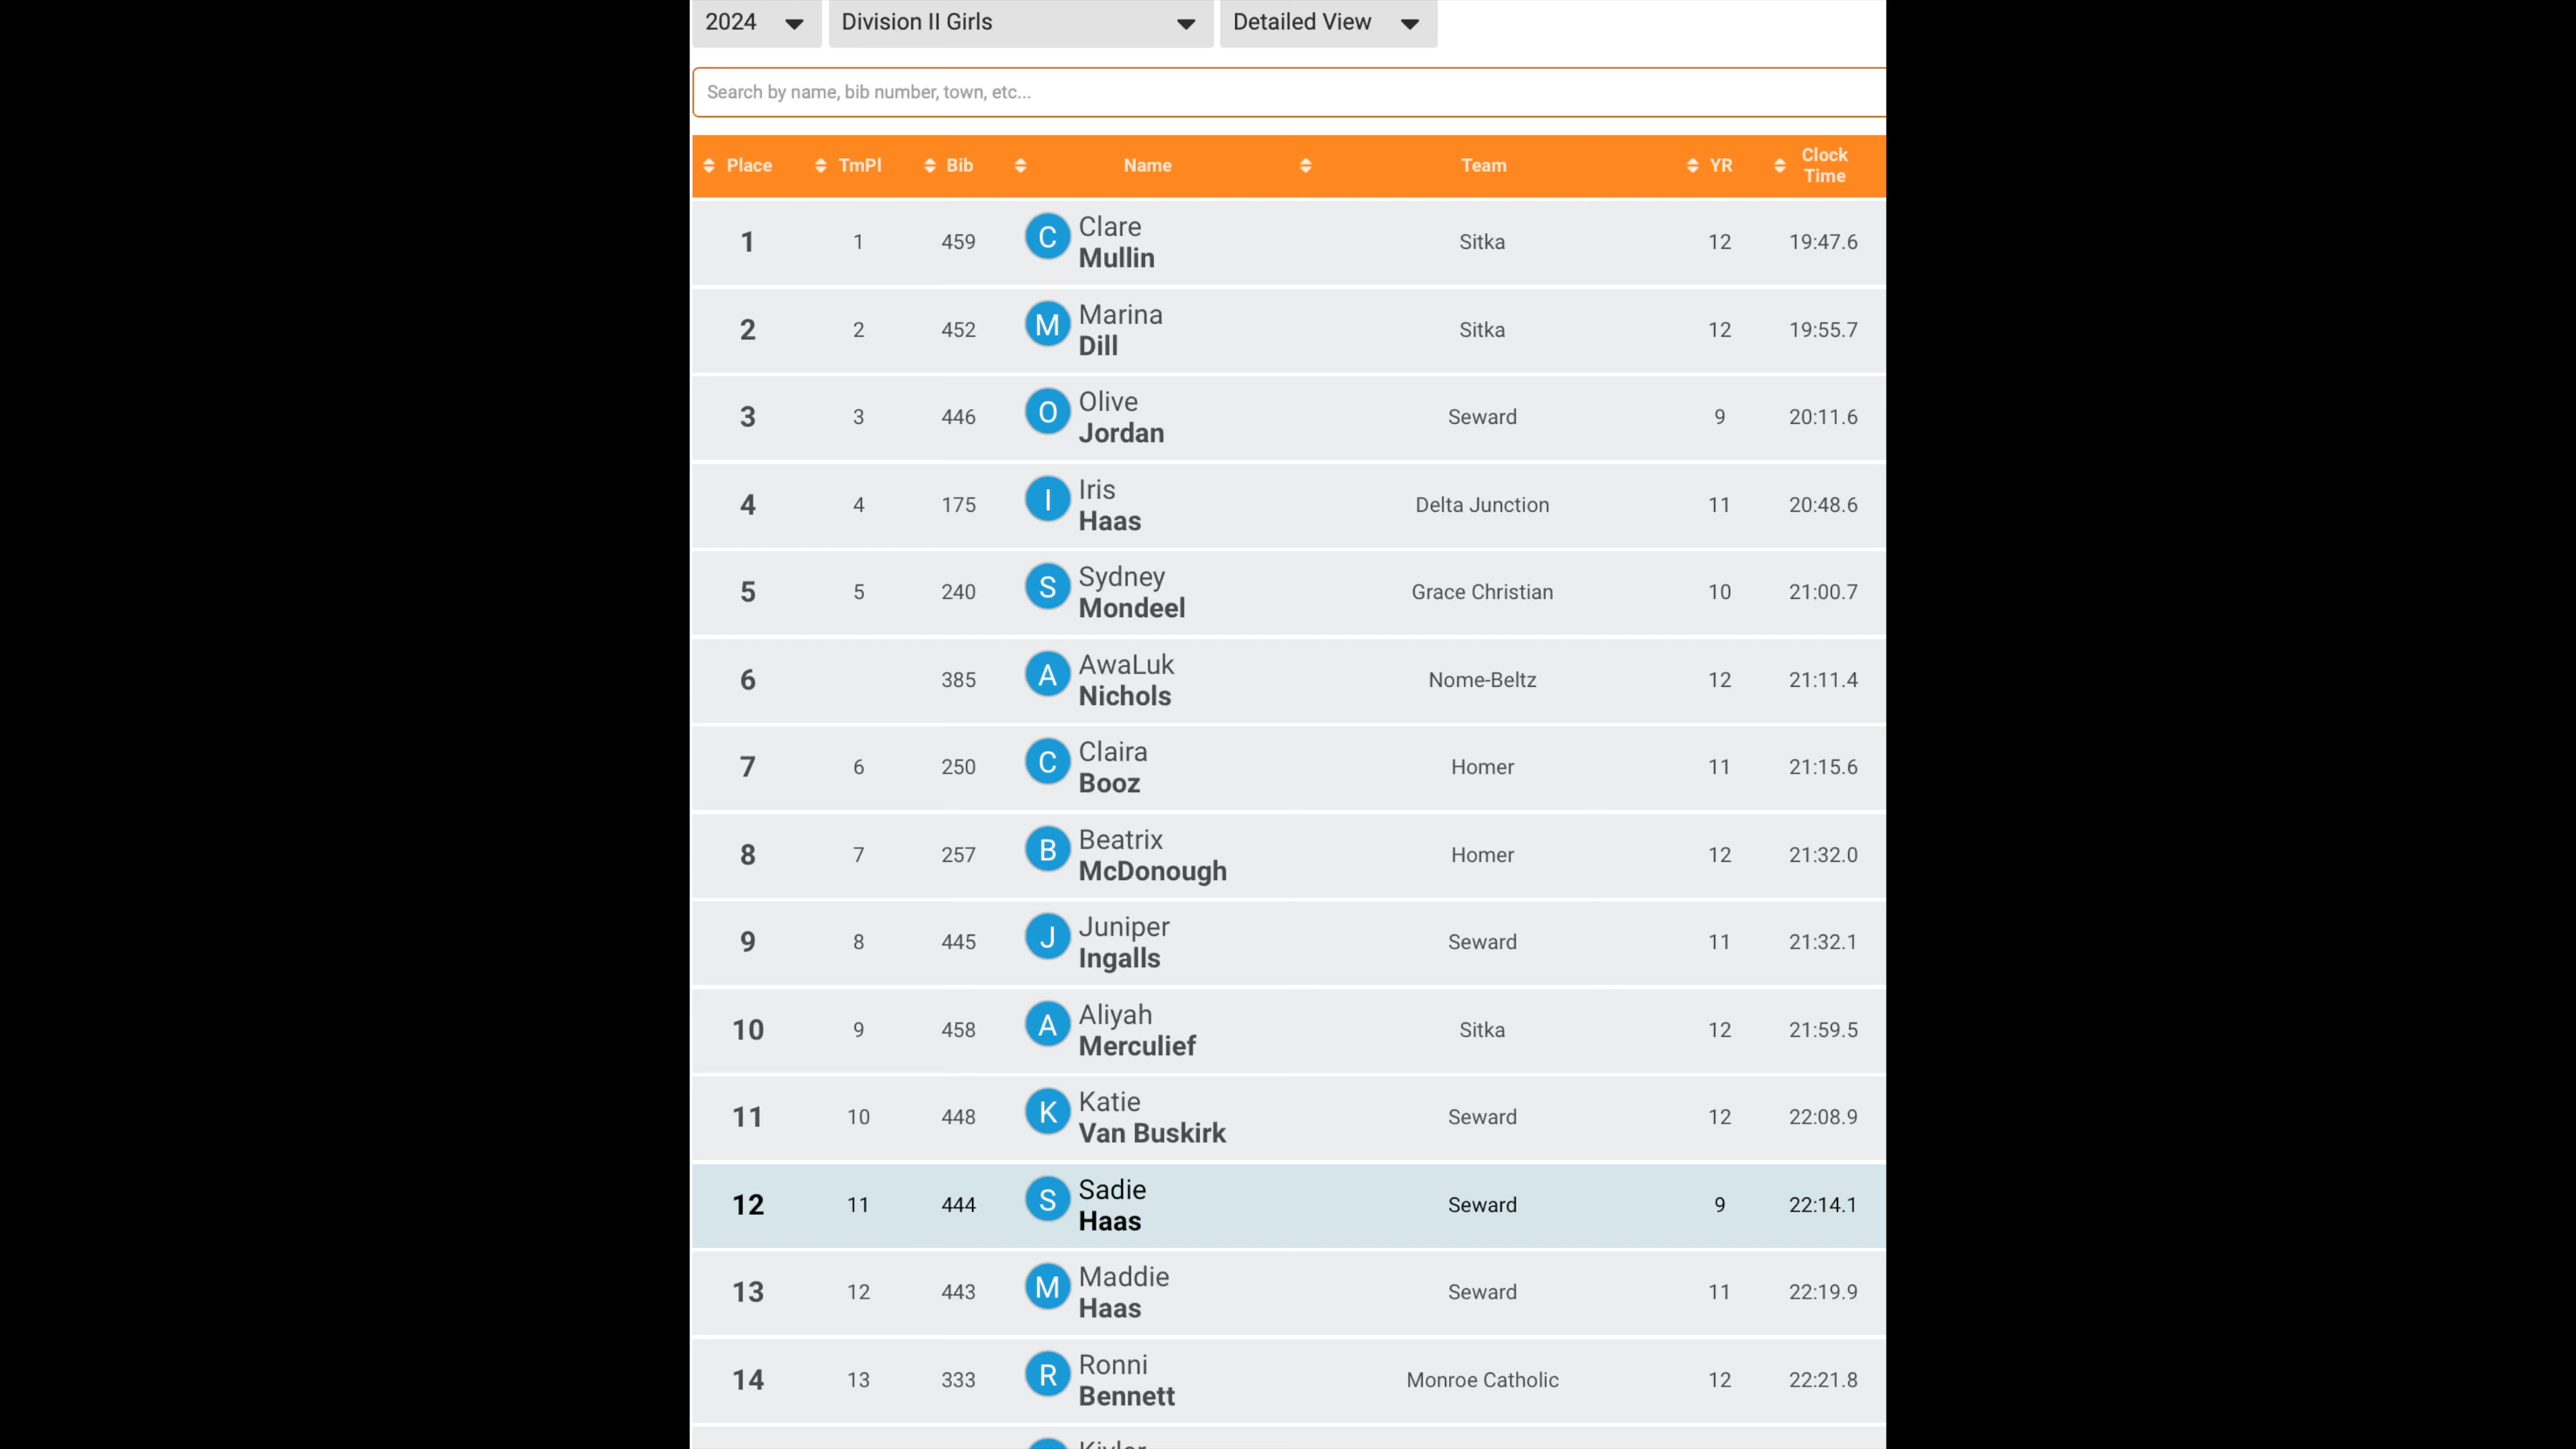 2024 Division II Girls Detailed View
Search by name, bib number, town, etc...
Place TmPl Bib Name Team YR Clock Time
1 1 459 C Clare Mullin Sitka 12 19:47.6
2 2 452 M Marina Dill Sitka 12 19:55.7
3 3 446 O Olive Jordan Seward 9 20:11.6
4 4 175 I Iris Haas Delta Junction 11 20:48.6
5 5 240 S Sydney Mondeel Grace Christian 10 21:00.7
6 385 A AwaLuk Nichols Nome-Beltz 12 21:11.4
7 6 250 C Claira Booz Homer 11 21:15.6
8 7 257 B Beatrix McDonough Homer 12 21:32.0
9 8 445 J Juniper Ingalls Seward 11 21:32.1
10 9 458 A Aliyah Merculief Sitka 12 21:59.5
11 10 448 K Katie Van Buskirk Seward 12 22:08.9
12 11 444 S Sadie Haas Seward 9 22:14.1
13 12 443 M Maddie Haas Seward 11 22:19.9
14 13 333 R Ronni Bennett Monroe Catholic 12 22:21.8